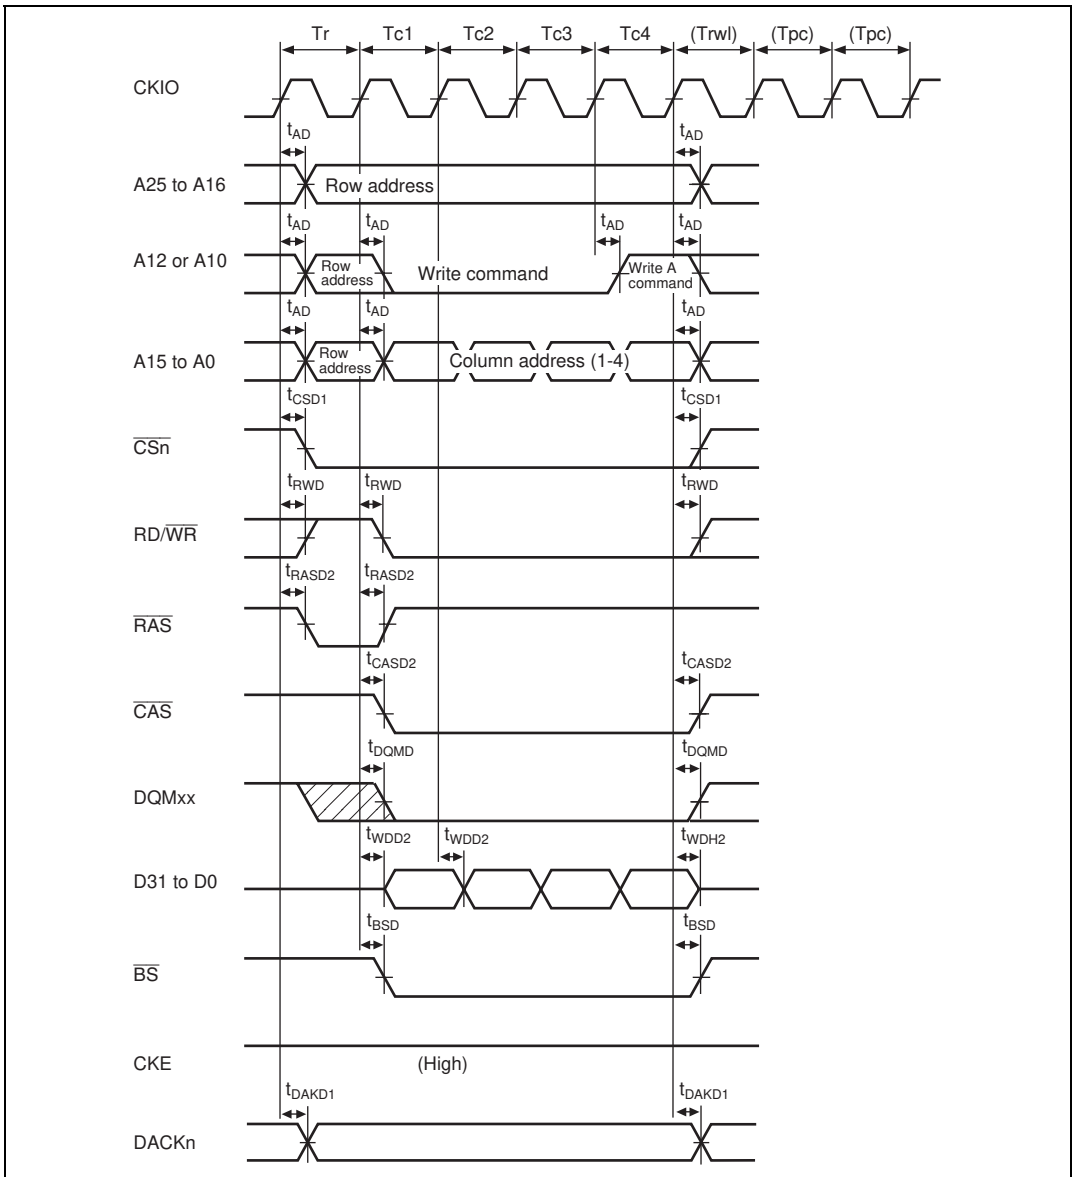 Tr Tc1 Tc2 Tc3 Tc4 (Trwl) (Tpc) (Tpc)
CKIO
tAD tAD
A25 to A16 Row address
tAD tAD tAD tAD
A12 or A10 Row address Write command Write A command
tAD tAD tAD
A15 to A0 Row address Column address (1-4)
tCSD1 tCSD1
CSn
tRWD tRWD tRWD
RD/WR
tRASD2 tRASD2
RAS
tCASD2 tCASD2
CAS
tDQMD tDQMD
DQMxx
tWDD2 tWDD2 tWDH2
D31 to D0
tBSD tBSD
BS
CKE (High)
tDAKD1 tDAKD1
DACKn